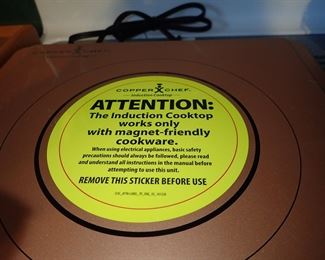 COPPER CHEF
COPPER CHEF
Induction Cooktop
ATTENTION:
The Induction Cooktop
works only
with magnet-friendly
cookware.
When using electrical appliances, basic safety
precautions should always be followed, please read
and understand all instructions in the manual before
attempting to use this unit.
REMOVE THIS STICKER BEFORE USE